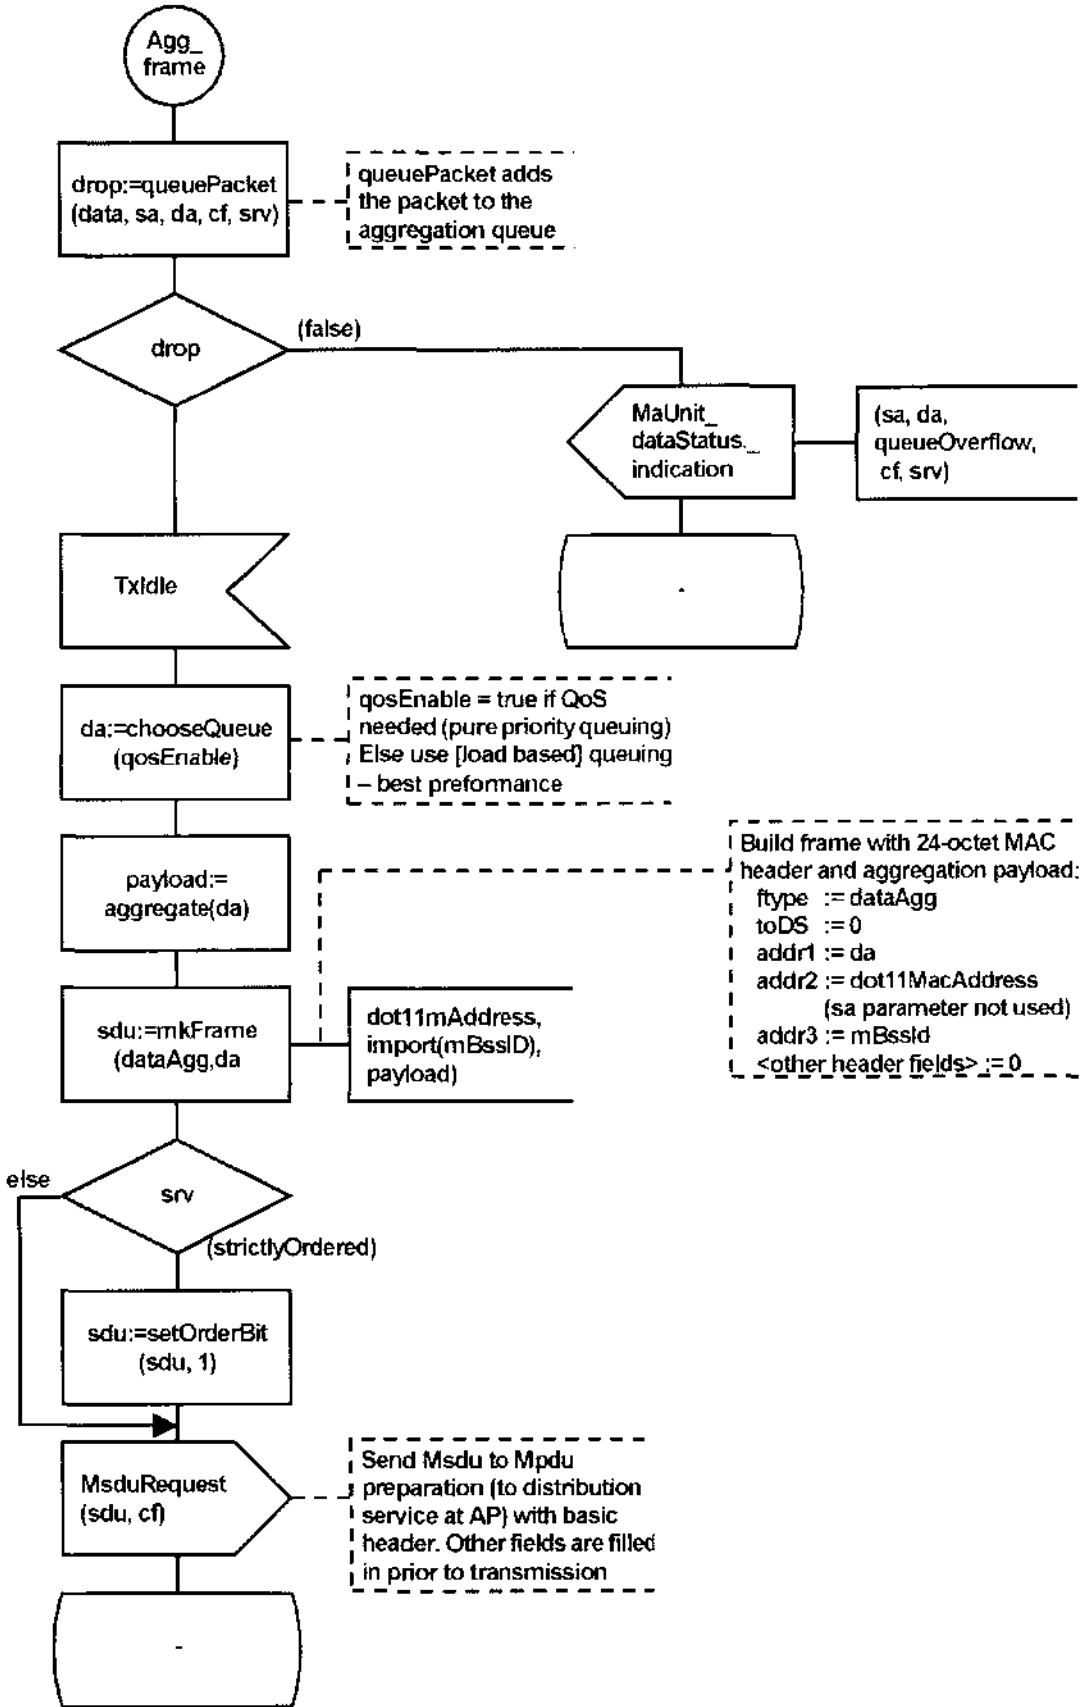 Agg_
frame
drop:=queuePacket
(data, sa, da, cf, srv)
queuePacket adds
the packet to the
aggregation queue
drop
(false)
MaUnit_
dataStatus._
indication
(sa, da,
queueOverflow,
cf, srv)
TxIdle
-
da:=chooseQueue
(qosEnable)
qosEnable = true if QoS
needed (pure priority queuing)
Else use [load based] queuing
– best preformance
payload:=
aggregate(da)
Build frame with 24-octet MAC
header and aggregation payload:
ftype := dataAgg
toDS := 0
addr1 := da
addr2 := dot11MacAddress
(sa parameter not used)
addr3 := mBssId
<other header fields> := 0
sdu:=mkFrame
(dataAgg,da
dot11mAddress,
import(mBssID),
payload)
else
srv
(strictlyOrdered)
sdu:=setOrderBit
(sdu, 1)
MsduRequest
(sdu, cf)
Send Msdu to Mpdu
preparation (to distribution
service at AP) with basic
header. Other fields are filled
in prior to transmission
-